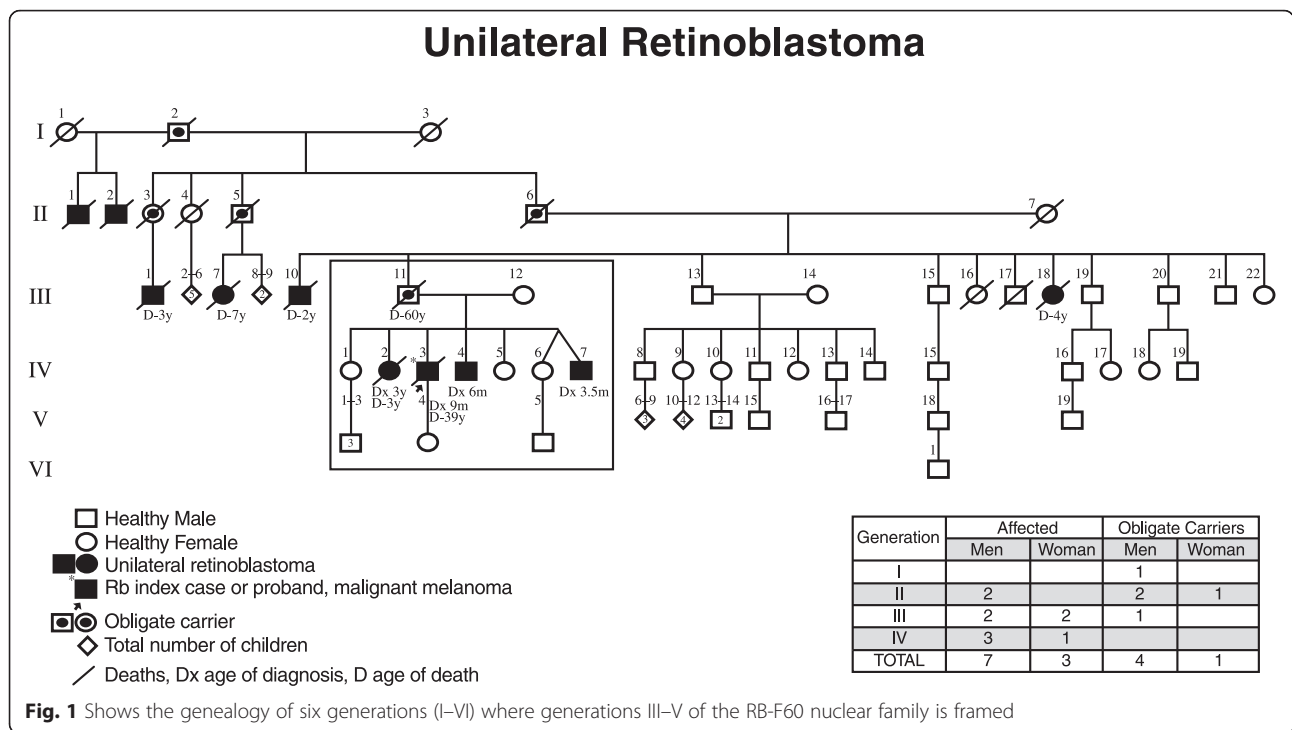 Unilateral Retinoblastoma
1 2 3
I
1 2 3 4 5 6 7
II
1 2–6 7 8–9 10 11 12 13 14 15 16 17 18 19 20 21 22
III
5 2
D-3y D-7y D-2y D-60y D-4y
1 2 3 4 5 6 7 8 9 10 11 12 13 14 15 16 17 18 19
IV
*
Dx 3y Dx 6m Dx 3.5m
D-3y Dx 9m
D-39y
1–3 4 5 6–9 10–12 13–14 15 16–17 18 19
V
3 3 4 2
1
VI
Healthy Male
Healthy Female
Unilateral retinoblastoma
* Rb index case or proband, malignant melanoma
Obligate carrier
Total number of children
Deaths, Dx age of diagnosis, D age of death
Generation Affected Obligate Carriers
Men Woman Men Woman
I 1
II 2 2 1
III 2 2 1
IV 3 1
TOTAL 7 3 4 1
Fig. 1 Shows the genealogy of six generations (I–VI) where generations III–V of the RB-F60 nuclear family is framed